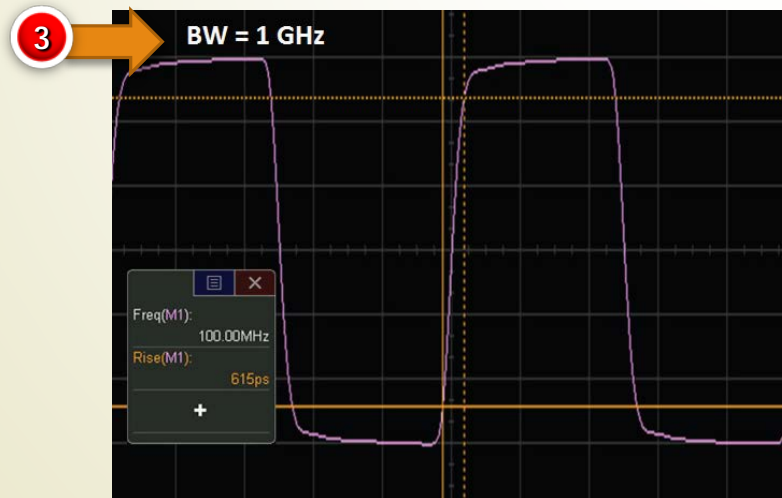 3
BW = 1 GHz
Freq(M1):
100.00MHz
Rise(M1):
615ps
+